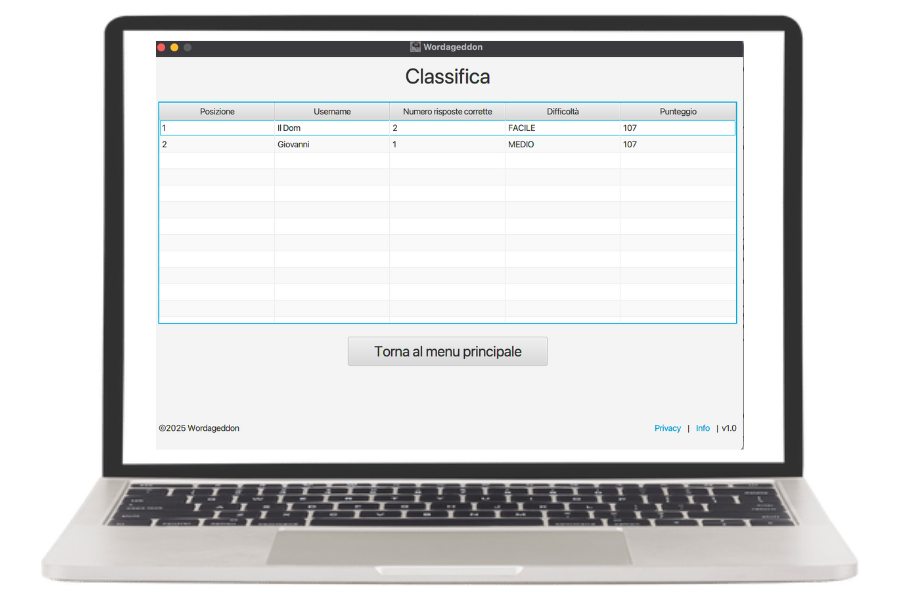 Wordageddon
Classifica
Posizione Username Numero risposte corrette Difficoltà Punteggio
1 Il Dom 2 FACILE 107
2 Giovanni 1 MEDIO 107
Torna al menu principale
©2025 Wordageddon Privacy | Info | v1.0